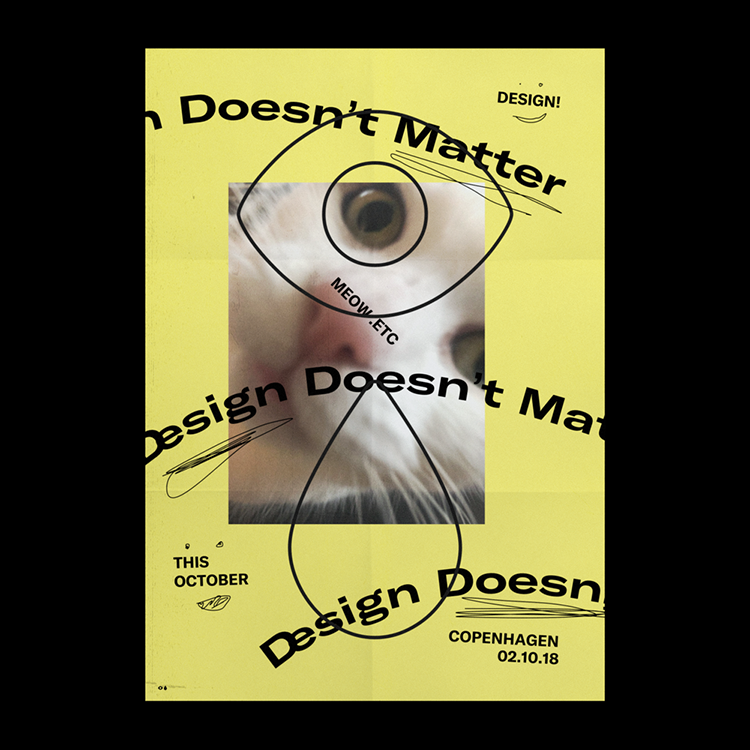 n Doesn't Matter
DESIGN!
MEOW.ETC
Design Doesn't Mat
THIS
OCTOBER
Design Doesn
COPENHAGEN
02.10.18